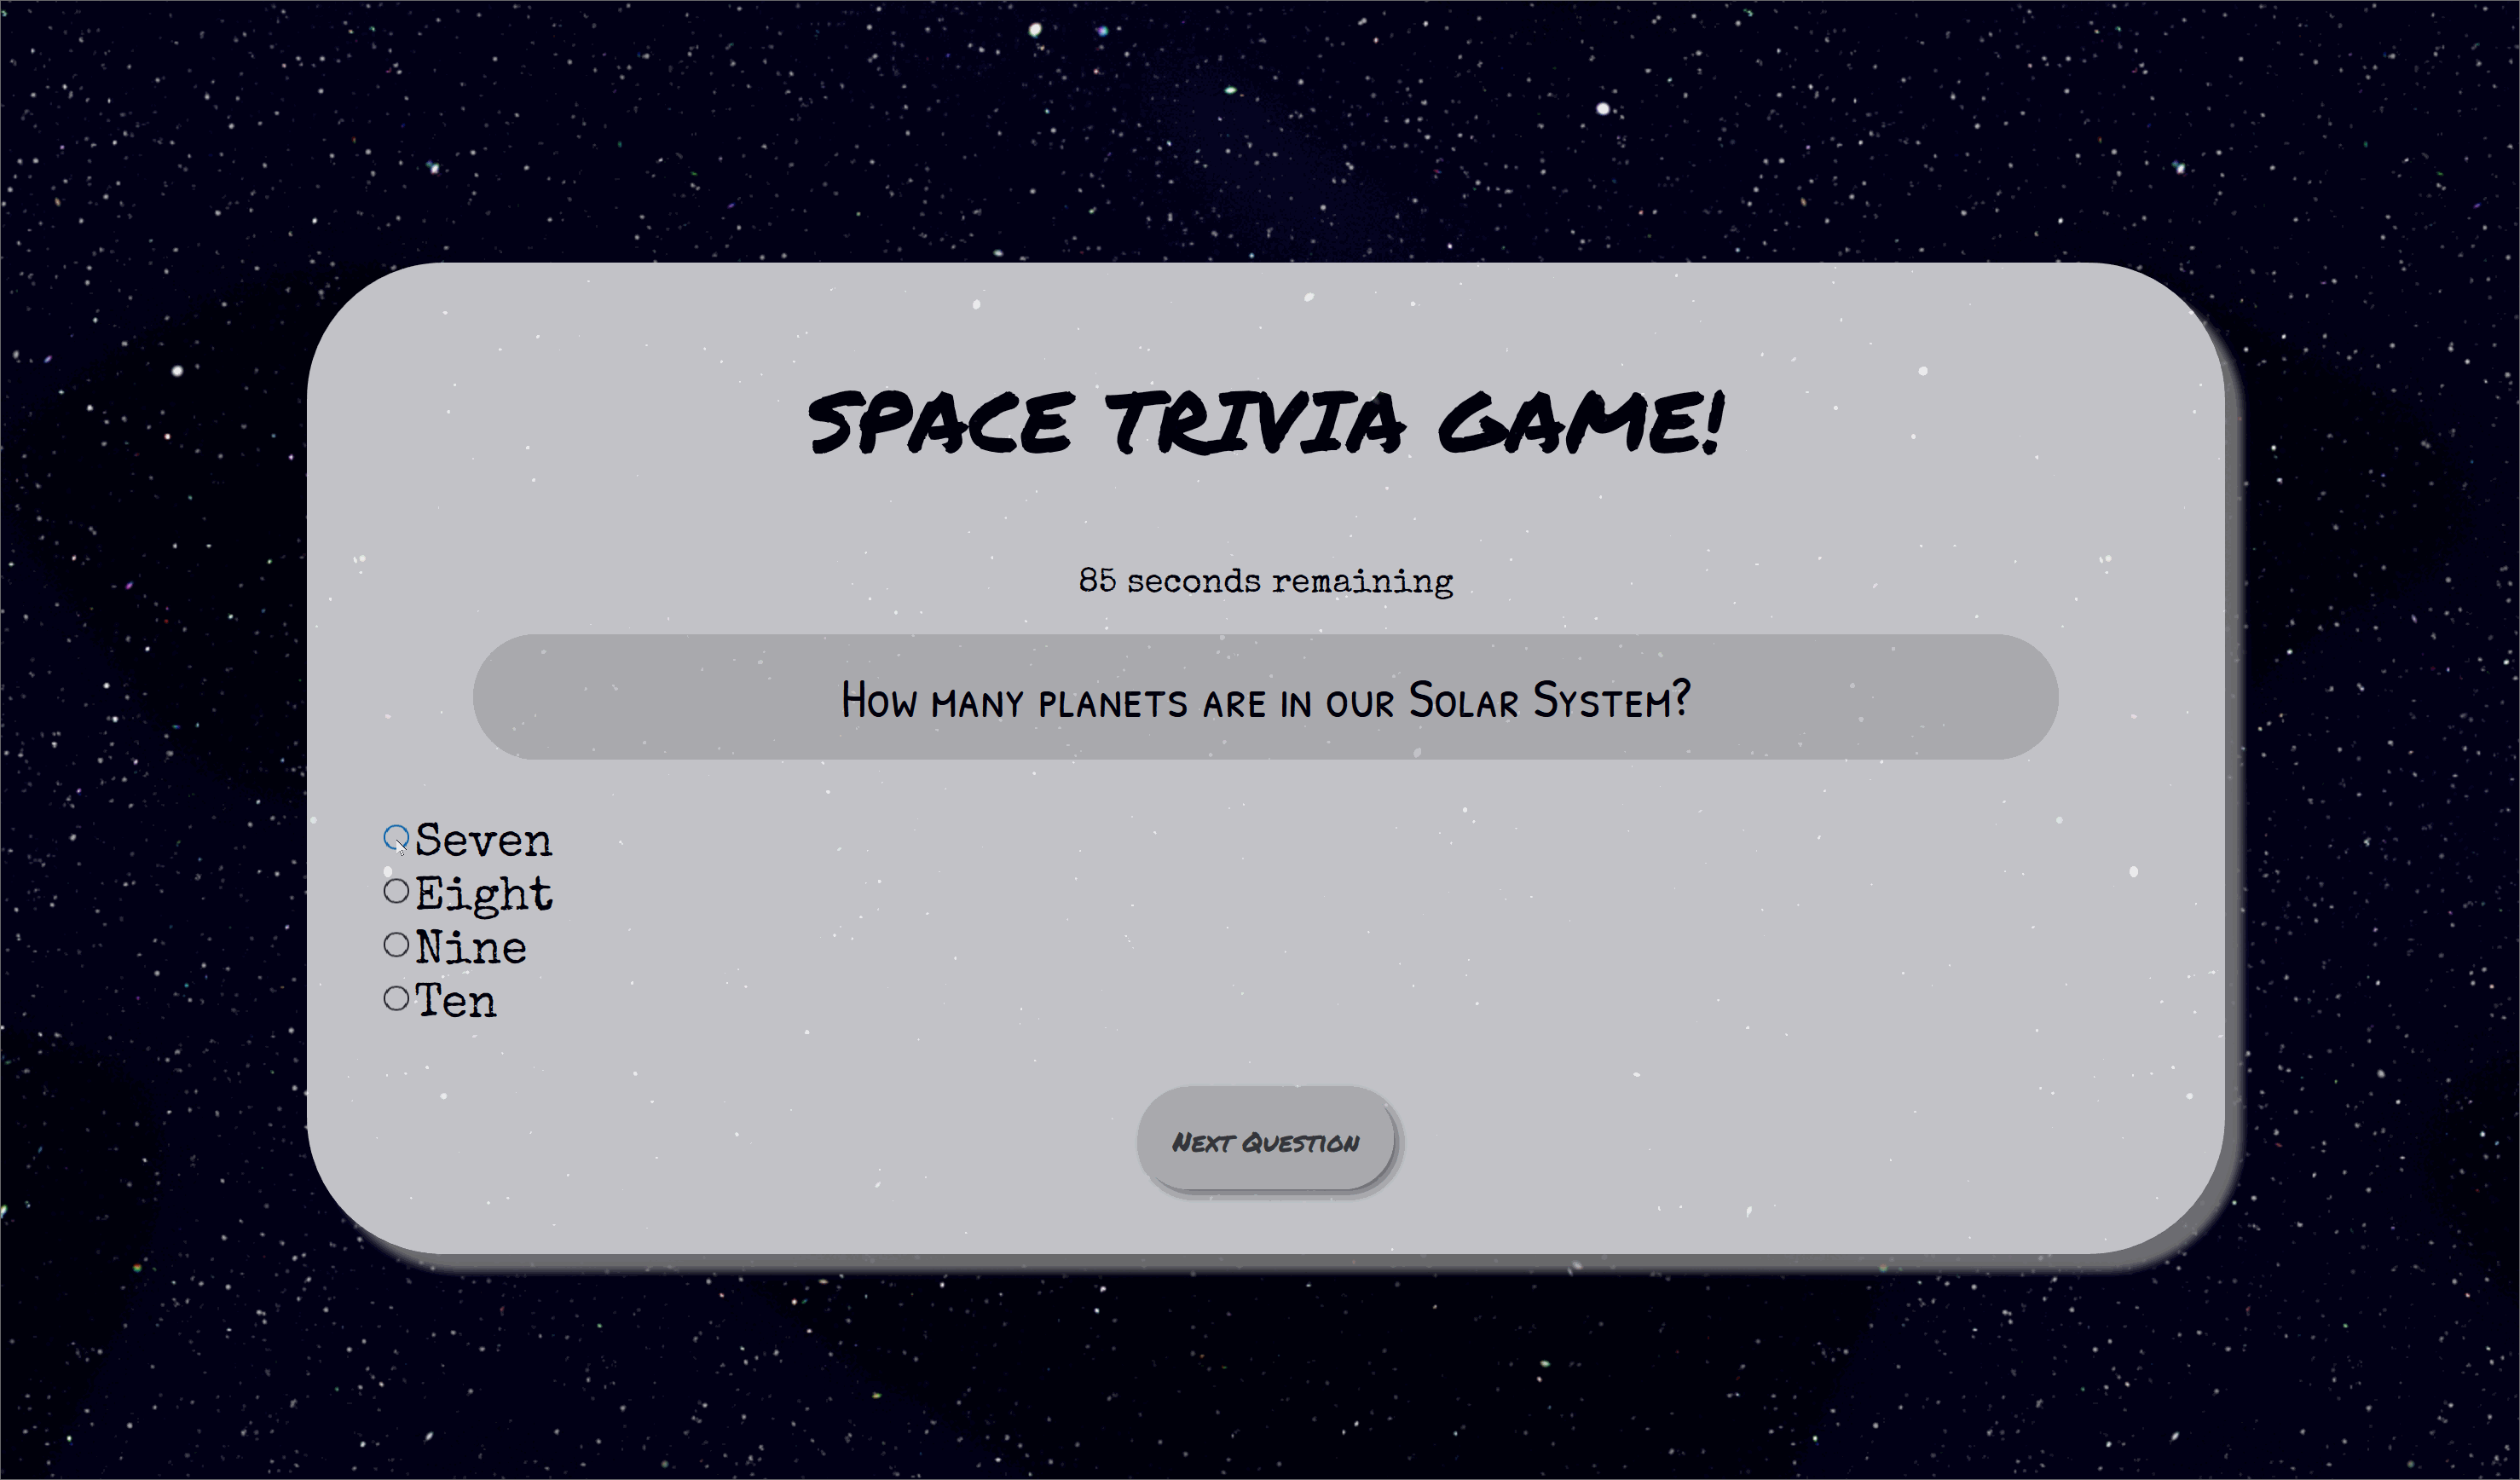 SPACE TRIVIA GAME!
85 seconds remaining
How many planets are in our Solar System?
Seven
Eight
Nine
Ten
Next Question